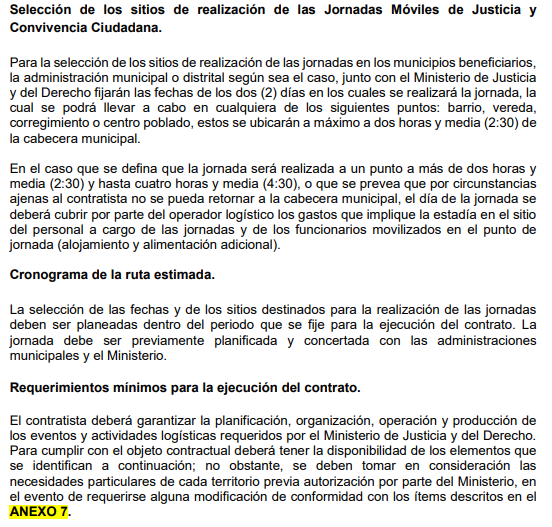 Selección de los sitios de realización de las Jornadas Móviles de Justicia y
Convivencia Ciudadana.
Para la selección de los sitios de realización de las jornadas en los municipios beneficiarios,
la administración municipal o distrital según sea el caso, junto con el Ministerio de Justicia
y del Derecho fijarán las fechas de los dos (2) días en los cuales se realizará la jornada, la
cual se podrá llevar a cabo en cualquiera de los siguientes puntos: barrio, vereda,
corregimiento o centro poblado, estos se ubicarán a máximo a dos horas y media (2:30) de
la cabecera municipal.
En el caso que se defina que la jornada será realizada a un punto a más de dos horas y
media (2:30) y hasta cuatro horas y media (4:30), o que se prevea que por circunstancias
ajenas al contratista no se pueda retornar a la cabecera municipal, el día de la jornada se
deberá cubrir por parte del operador logístico los gastos que implique la estadía en el sitio
del personal a cargo de las jornadas y de los funcionarios movilizados en el punto de
jornada (alojamiento y alimentación adicional).
Cronograma de la ruta estimada.
La selección de las fechas y de los sitios destinados para la realización de las jornadas
deben ser planeadas dentro del periodo que se fije para la ejecución del contrato. La
jornada debe ser previamente planificada y concertada con las administraciones
municipales y el Ministerio.
Requerimientos mínimos para la ejecución del contrato.
El contratista deberá garantizar la planificación, organización, operación y producción de
los eventos y actividades logísticas requeridos por el Ministerio de Justicia y del Derecho.
Para cumplir con el objeto contractual deberá tener la disponibilidad de los elementos que
se identifican a continuación; no obstante, se deben tomar en consideración las
necesidades particulares de cada territorio previa autorización por parte del Ministerio, en
el evento de requerirse alguna modificación de conformidad con los ítems descritos en el
ANEXO 7.